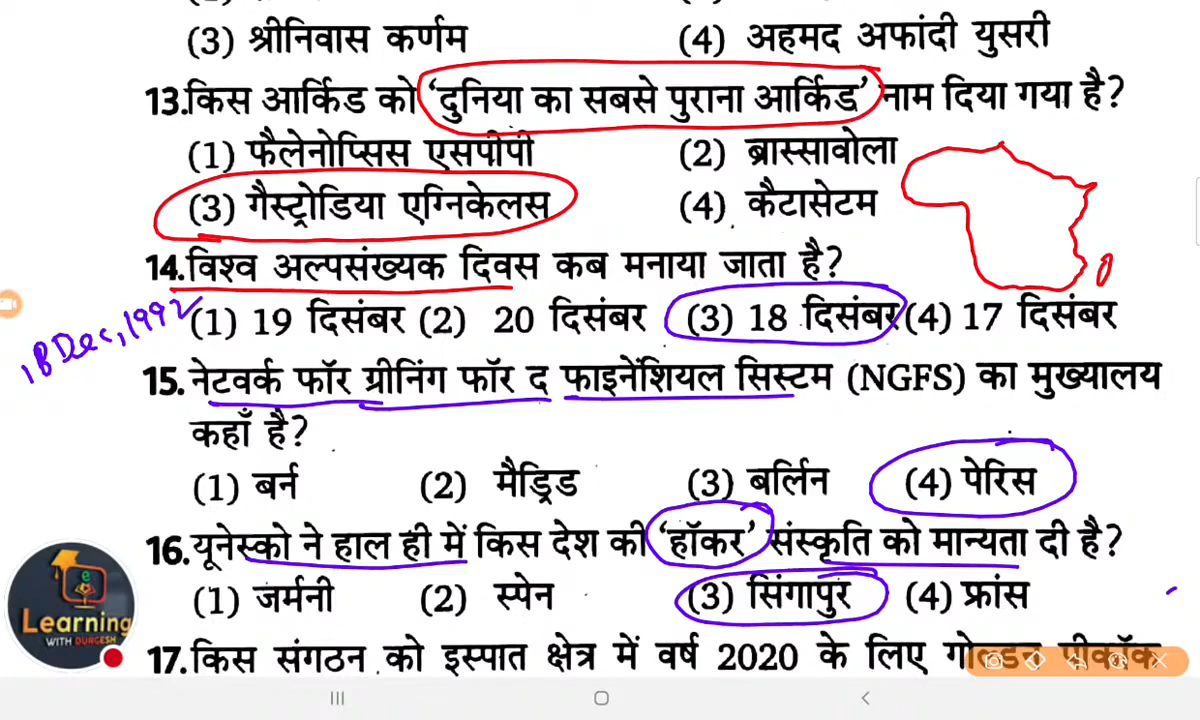 (3) श्रीनिवास कर्णम (4) अहमद अफांदी युसरी
13. किस आर्किड को 'दुनिया का सबसे पुराना आर्किड' नाम दिया गया है?
(1) फैलेनोप्सिस एसपीपी (2) ब्रास्सावोला
(3) गैस्ट्रोडिया एग्निकेलस (4) कैटासेटम
14. विश्व अल्पसंख्यक दिवस कब मनाया जाता है?
(1) 19 दिसंबर (2) 20 दिसंबर (3) 18 दिसंबर (4) 17 दिसंबर
18 Dec, 1992
15. नेटवर्क फॉर ग्रीनिंग फॉर द फाइनेंशियल सिस्टम (NGFS) का मुख्यालय
कहाँ है?
(1) बर्न (2) मैड्रिड (3) बर्लिन (4) पेरिस
16. यूनेस्को ने हाल ही में किस देश की 'हॉकर' संस्कृति को मान्यता दी है?
(1) जर्मनी (2) स्पेन (3) सिंगापुर (4) फ्रांस
e
Learning
WITH DURGESH
17. किस संगठन को इस्पात क्षेत्र में वर्ष 2020 के लिए गोल्डन पीकॉक